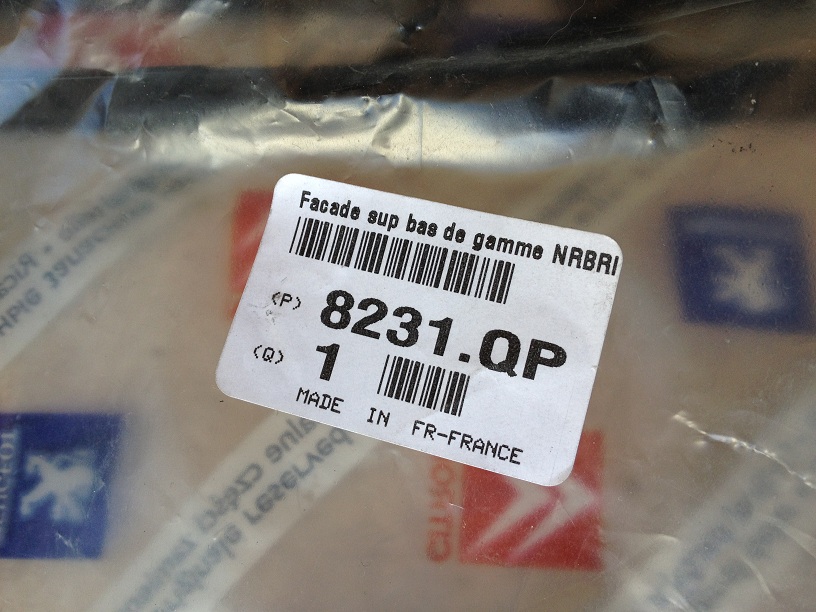 Facade sup bas de gamme NRBRI
(P) 8231.QP
(Q) 1
MADE IN FR-FRANCE